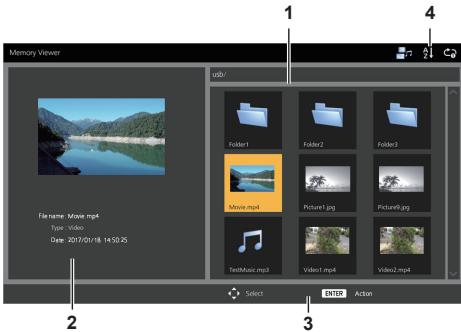 1
4
Memory Viewer
usb/
Folder1
Folder2
Folder3
Movie.mp4
Picture1.jpg
Picture9.jpg
File name : Movie.mp4
Type : Video
Date : 2017/01/18 14:50:25
TestMusic.mp3
Video1.mp4
Video2.mp4
Select
ENTER Action
2
3